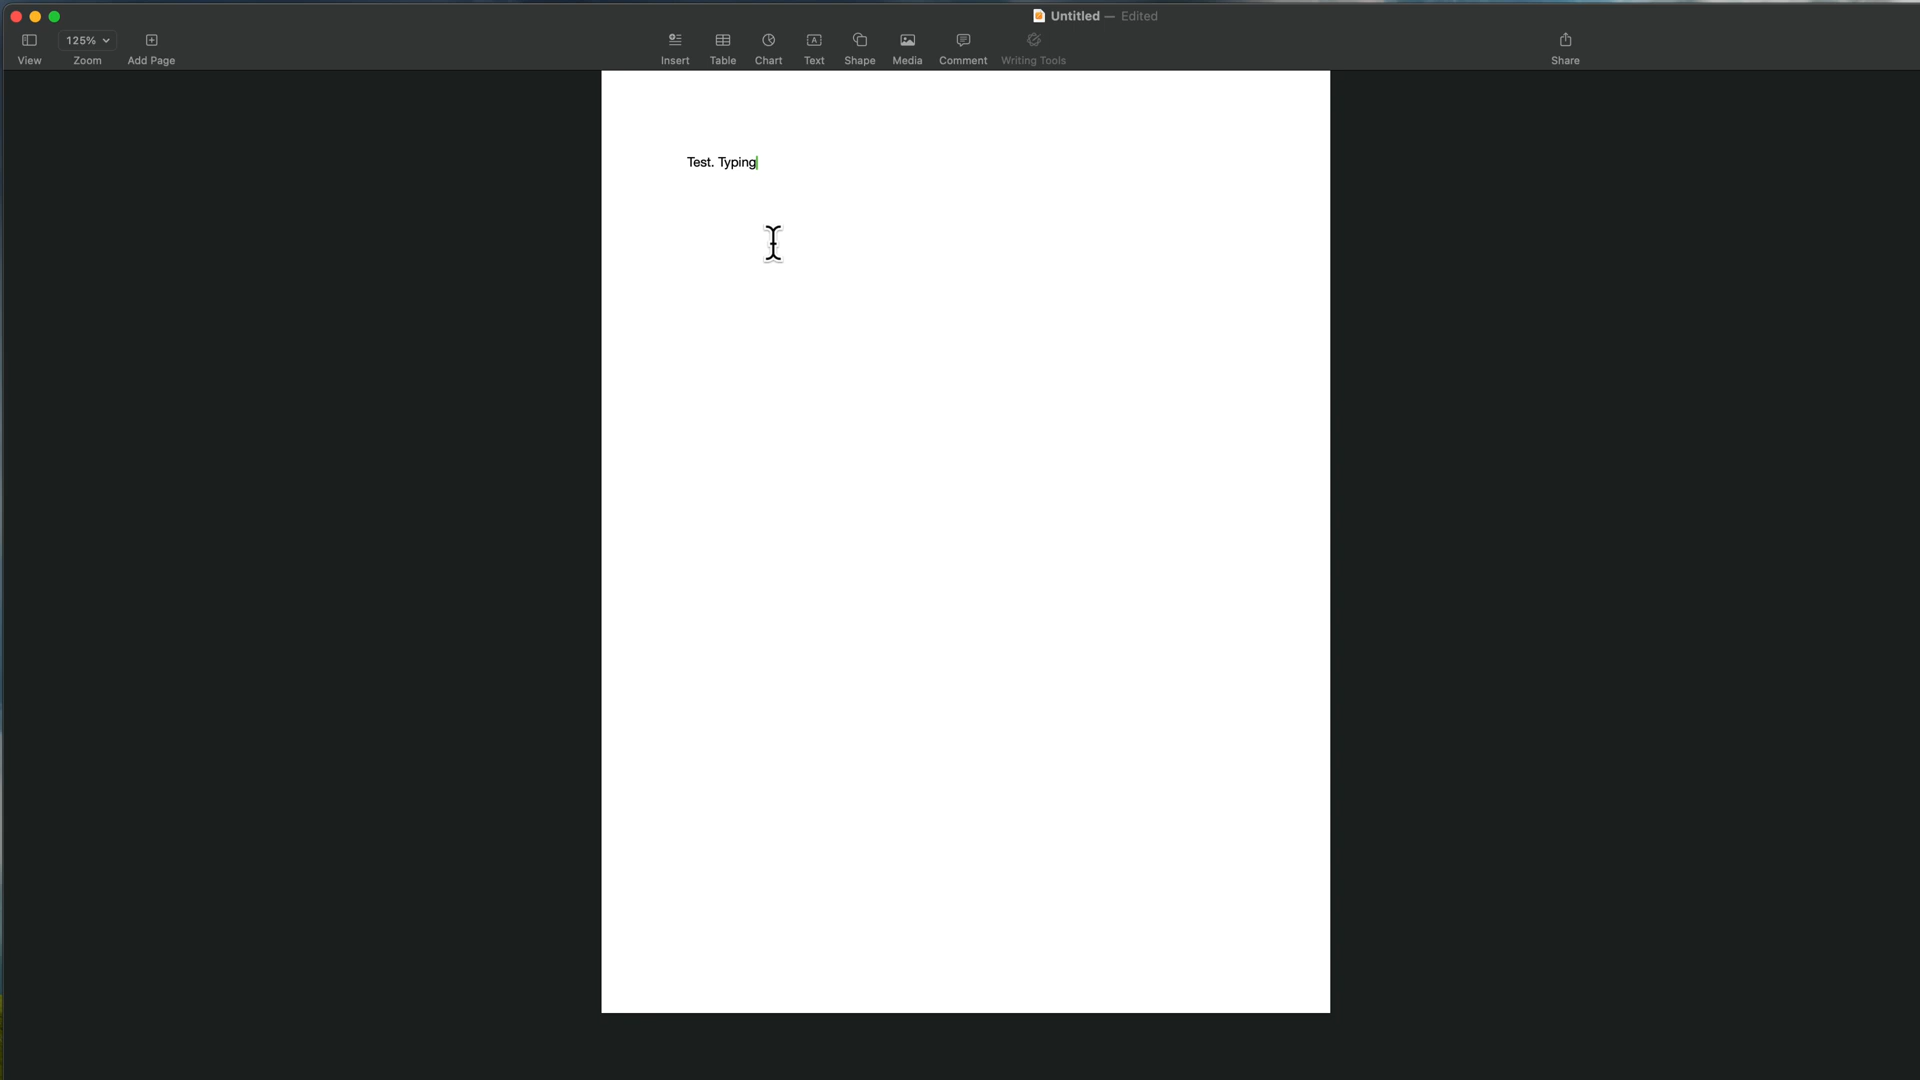 Untitled — Edited
125%
View Zoom Add Page Insert Table Chart Text Shape Media Comment Writing Tools Share
Test. Typing